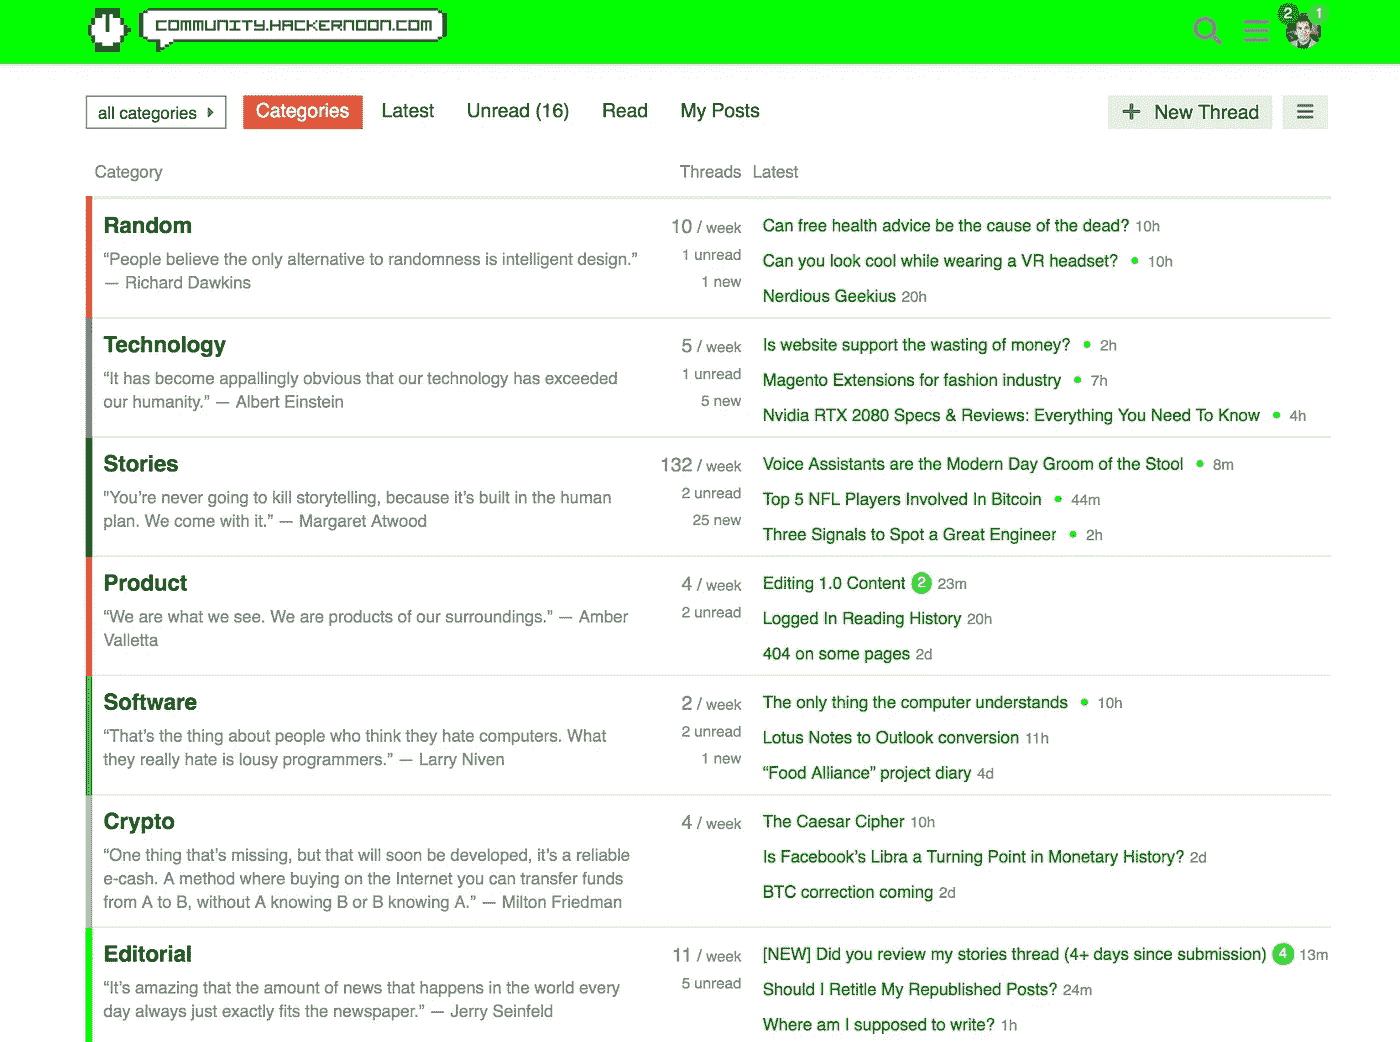 COMMUNITY.HACKERNOON.COM
2 1
all categories
Categories Latest Unread (16) Read My Posts
+ New Thread
Category Threads Latest
Random
“People believe the only alternative to randomness is intelligent design.”
— Richard Dawkins
10 / week
1 unread
1 new
Can free health advice be the cause of the dead? 10h
Can you look cool while wearing a VR headset? 10h
Nerdious Geekius 20h
Technology
“It has become appallingly obvious that our technology has exceeded
our humanity.” — Albert Einstein
5 / week
1 unread
5 new
Is website support the wasting of money? 2h
Magento Extensions for fashion industry 7h
Nvidia RTX 2080 Specs & Reviews: Everything You Need To Know 4h
Stories
"You’re never going to kill storytelling, because it’s built in the human
plan. We come with it.” — Margaret Atwood
132 / week
2 unread
25 new
Voice Assistants are the Modern Day Groom of the Stool 8m
Top 5 NFL Players Involved In Bitcoin 44m
Three Signals to Spot a Great Engineer 2h
Product
“We are what we see. We are products of our surroundings.” — Amber
Valletta
4 / week
2 unread
Editing 1.0 Content 2 23m
Logged In Reading History 20h
404 on some pages 2d
Software
“That’s the thing about people who think they hate computers. What
they really hate is lousy programmers.” — Larry Niven
2 / week
2 unread
1 new
The only thing the computer understands 10h
Lotus Notes to Outlook conversion 11h
“Food Alliance” project diary 4d
Crypto
“One thing that’s missing, but that will soon be developed, it’s a reliable
e-cash. A method where buying on the Internet you can transfer funds
from A to B, without A knowing B or B knowing A.” — Milton Friedman
4 / week
The Caesar Cipher 10h
Is Facebook’s Libra a Turning Point in Monetary History? 2d
BTC correction coming 2d
Editorial
“It’s amazing that the amount of news that happens in the world every
day always just exactly fits the newspaper.” — Jerry Seinfeld
11 / week
5 unread
[NEW] Did you review my stories thread (4+ days since submission) 4 13m
Should I Retitle My Republished Posts? 24m
Where am I supposed to write? 1h